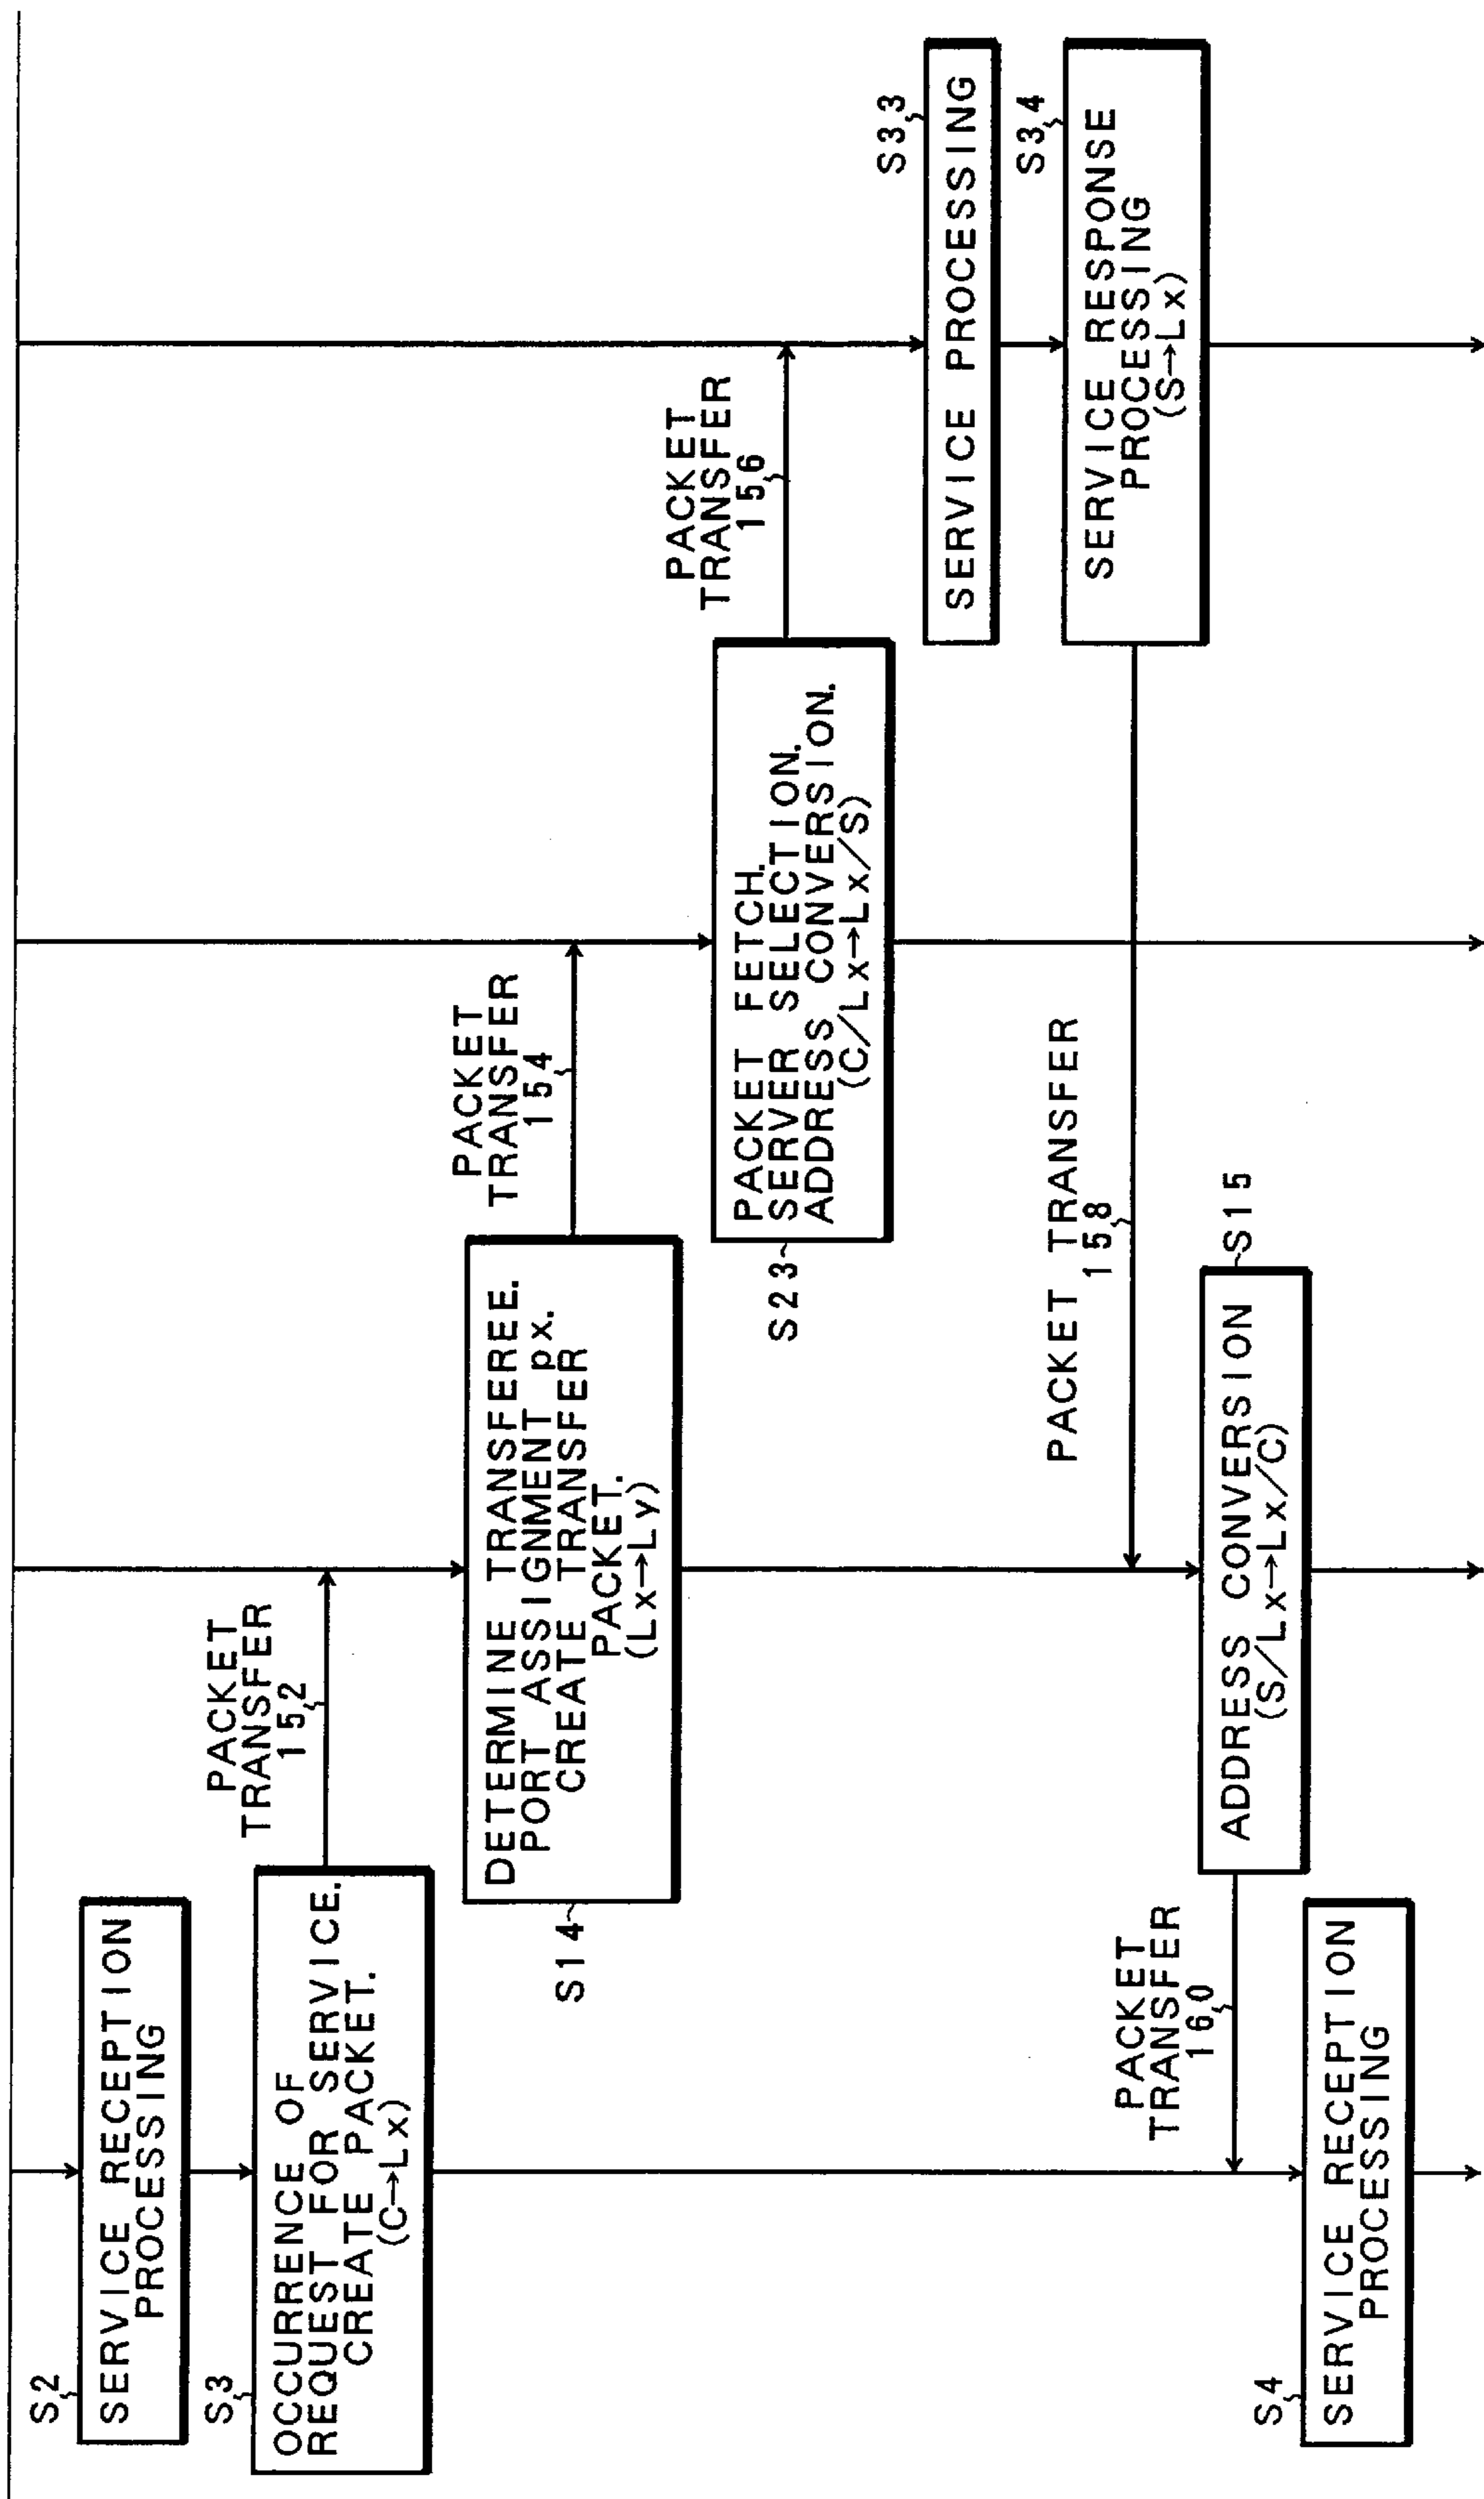 S2
SERVICE RECEPTION
PROCESSING
S3
OCCURRENCE OF
REQUEST FOR SERVICE.
CREATE PACKET.
(C→Lx)
PACKET
TRANSFER
152
S14
DETERMINE TRANSFEREE.
PORT ASSIGNMENT px.
CREATE TRANSFER
PACKET.
(Lx→Ly)
PACKET
TRANSFER
154
S23
PACKET FETCH.
SERVER SELECTION.
ADDRESS CONVERSION.
(C/Lx→Lx/S)
PACKET
TRANSFER
156
S33
SERVICE PROCESSING
S34
SERVICE RESPONSE
PROCESSING
(S→Lx)
PACKET TRANSFER
158
S15
ADDRESS CONVERSION
(S/Lx→Lx/C)
PACKET
TRANSFER
160
S4
SERVICE RECEPTION
PROCESSING